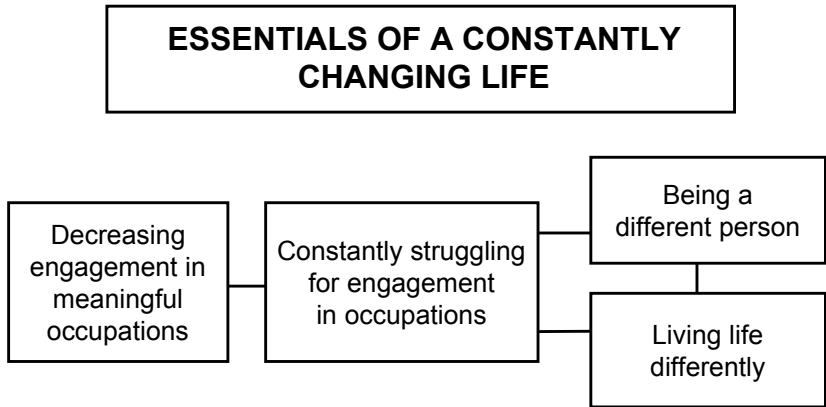 ESSENTIALS OF A CONSTANTLY
CHANGING LIFE
Decreasing
engagement in
meaningful
occupations
Constantly struggling
for engagement
in occupations
Being a
different person
Living life
differently